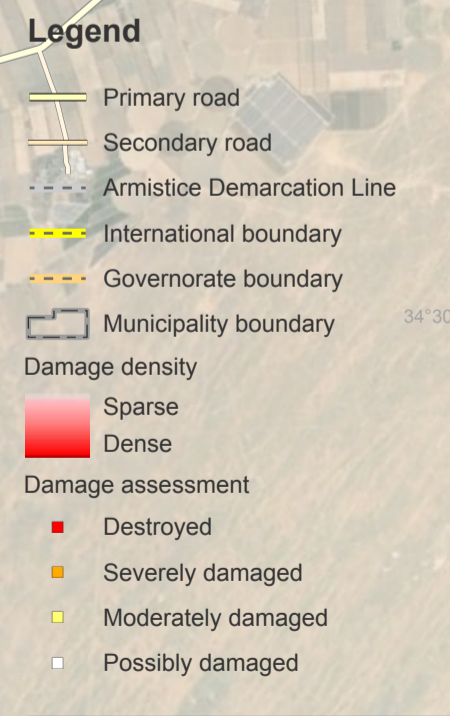 Legend
Primary road
Secondary road
Armistice Demarcation Line
International boundary
Governorate boundary
Municipality boundary
34°30
Damage density
Sparse
Dense
Damage assessment
Destroyed
Severely damaged
Moderately damaged
Possibly damaged